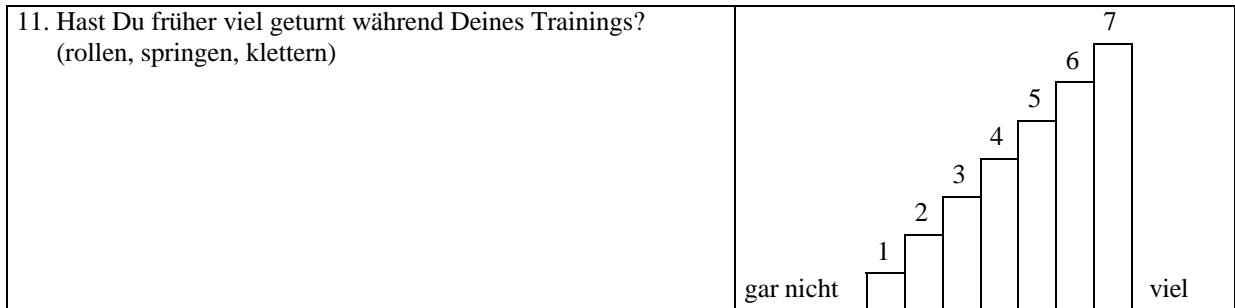 11. Hast Du früher viel geturnt während Deines Trainings?
(rollen, springen, klettern)
7
6
5
4
3
2
1
gar nicht
viel